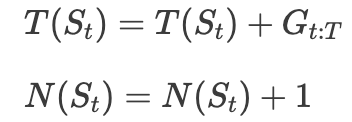 T(S_t) = T(S_t) + G_{t:T}
N(S_t) = N(S_t) + 1